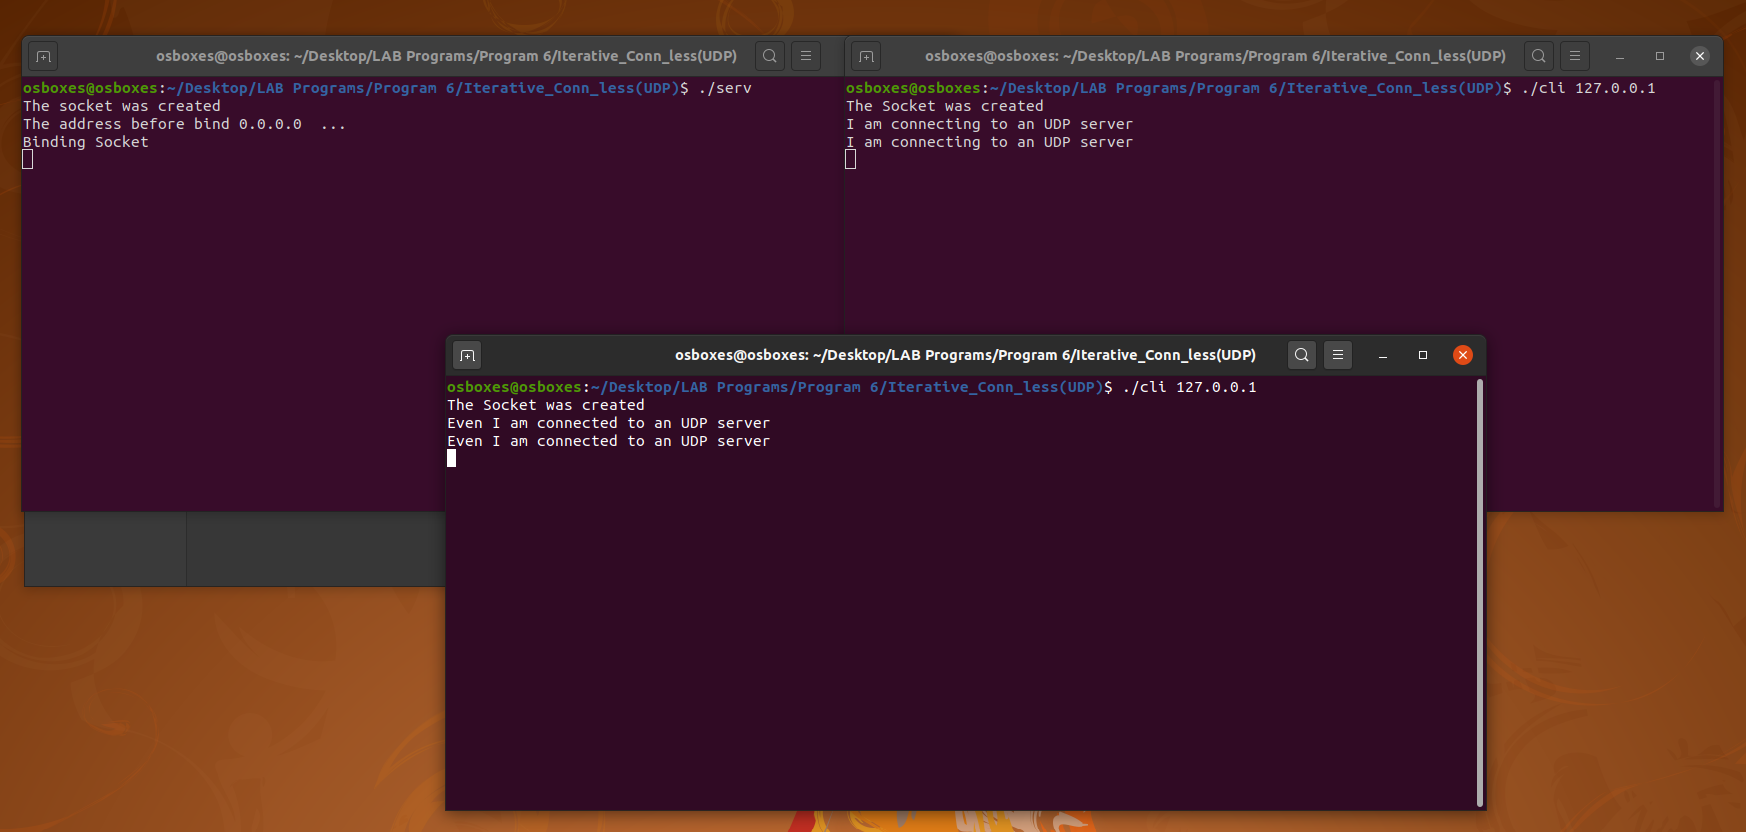 osboxes@osboxes: ~/Desktop/LAB Programs/Program 6/Iterative_Conn_less(UDP)
osboxes@osboxes:~/Desktop/LAB Programs/Program 6/Iterative_Conn_less(UDP)$ ./serv
The socket was created
The address before bind 0.0.0.0  ...
Binding Socket
osboxes@osboxes: ~/Desktop/LAB Programs/Program 6/Iterative_Conn_less(UDP)
osboxes@osboxes:~/Desktop/LAB Programs/Program 6/Iterative_Conn_less(UDP)$ ./cli 127.0.0.1
The Socket was created
I am connecting to an UDP server
I am connecting to an UDP server
osboxes@osboxes: ~/Desktop/LAB Programs/Program 6/Iterative_Conn_less(UDP)
osboxes@osboxes:~/Desktop/LAB Programs/Program 6/Iterative_Conn_less(UDP)$ ./cli 127.0.0.1
The Socket was created
Even I am connected to an UDP server
Even I am connected to an UDP server